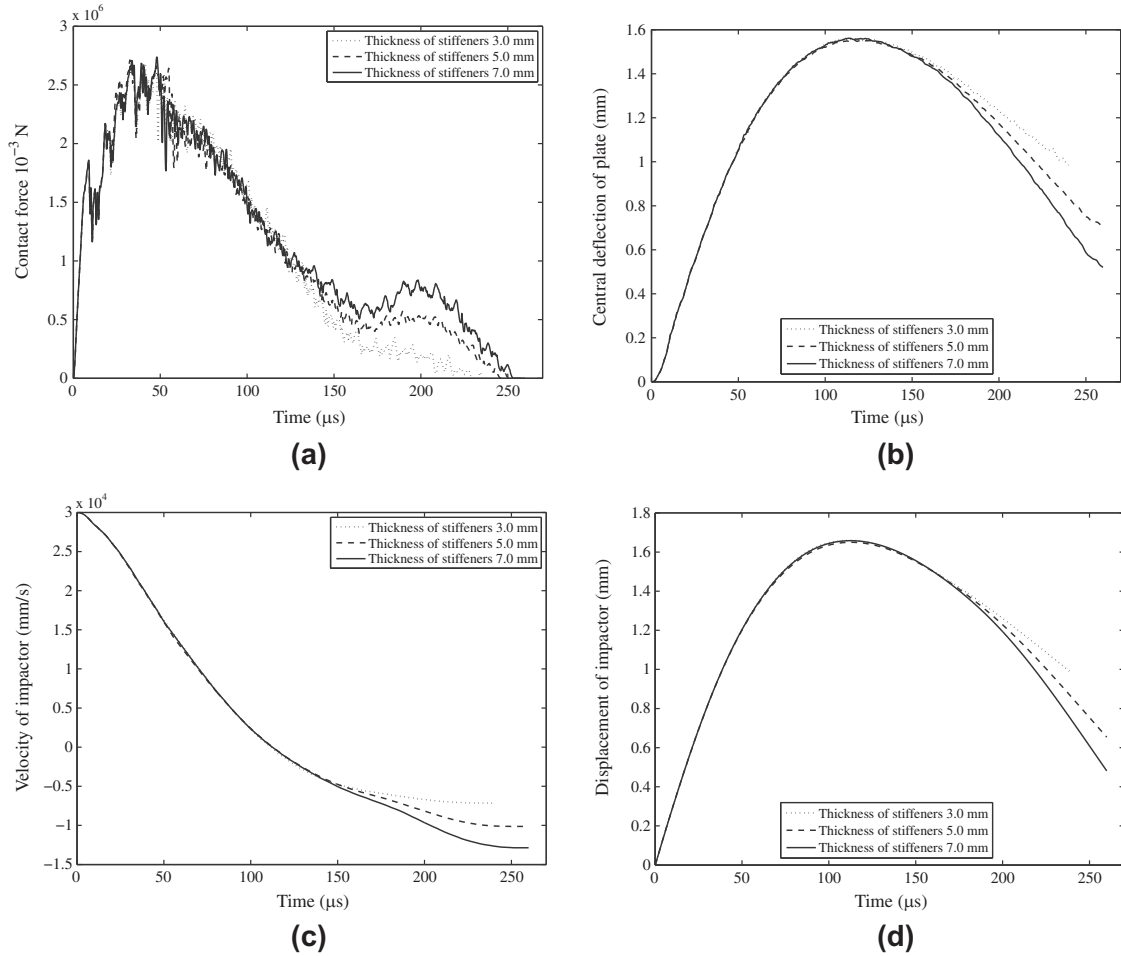 x 10⁶
3
2.5
2
1.5
1
0.5
0
0 50 100 150 200 250
Contact force 10⁻³ N
Time (μs)
Thickness of stiffeners 3.0 mm
Thickness of stiffeners 5.0 mm
Thickness of stiffeners 7.0 mm
(a)
1.6
1.4
1.2
1
0.8
0.6
0.4
0.2
0
0 50 100 150 200 250
Central deflection of plate (mm)
Time (μs)
Thickness of stiffeners 3.0 mm
Thickness of stiffeners 5.0 mm
Thickness of stiffeners 7.0 mm
(b)
x 10⁴
3
2.5
2
1.5
1
0.5
0
−0.5
−1
−1.5
0 50 100 150 200 250
Velocity of impactor (mm/s)
Time (μs)
Thickness of stiffeners 3.0 mm
Thickness of stiffeners 5.0 mm
Thickness of stiffeners 7.0 mm
(c)
1.8
1.6
1.4
1.2
1
0.8
0.6
0.4
0.2
0
0 50 100 150 200 250
Displacement of impactor (mm)
Time (μs)
Thickness of stiffeners 3.0 mm
Thickness of stiffeners 5.0 mm
Thickness of stiffeners 7.0 mm
(d)